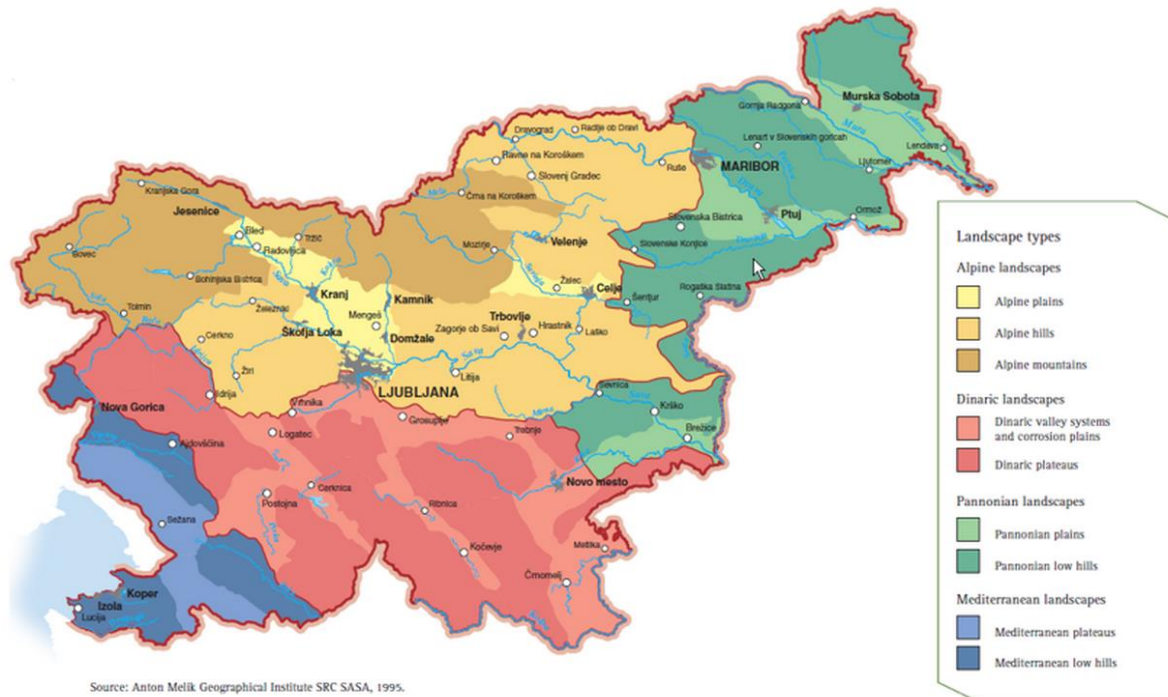 Murska Sobota
Gornja Radgona
Mura
Ledava
Dravograd
Radlje ob Dravi
Lenart v Slovenskih goricah
Lendava
Ravne na Koroškem
Ruše
MARIBOR
Ljutomer
Slovenj Gradec
Kranjska Gora
Črna na Koroškem
Ptuj
Ormož
Jesenice
Slovenska Bistrica
Bled
Tržič
Velenje
Radovljica
Mozirje
Slovenske Konjice
Bovec
Bohinjska Bistrica
Žalec
Celje
Rogaška Slatina
Kranj
Kamnik
Šentjur
Tolmin
Železniki
Mengeš
Trbovlje
Škofja Loka
Zagorje ob Savi
Hrastnik
Laško
Cerkno
Domžale
Sava
Žiri
Litija
LJUBLJANA
Idrija
Sevnica
Sava
Nova Gorica
Vrhnika
Grosuplje
Krško
Mirna
Brežice
Logatec
Trebnje
Ajdovščina
Novo mesto
Cerknica
Postojna
Ribnica
Sežana
Kočevje
Metlika
Črnomelj
Koper
Izola
Lucija
Landscape types
Alpine landscapes
Alpine plains
Alpine hills
Alpine mountains
Dinaric landscapes
Dinaric valley systems
and corrosion plains
Dinaric plateaus
Pannonian landscapes
Pannonian plains
Pannonian low hills
Mediterranean landscapes
Mediterranean plateaus
Mediterranean low hills
Source: Anton Melik Geographical Institute SRC SASA, 1995.